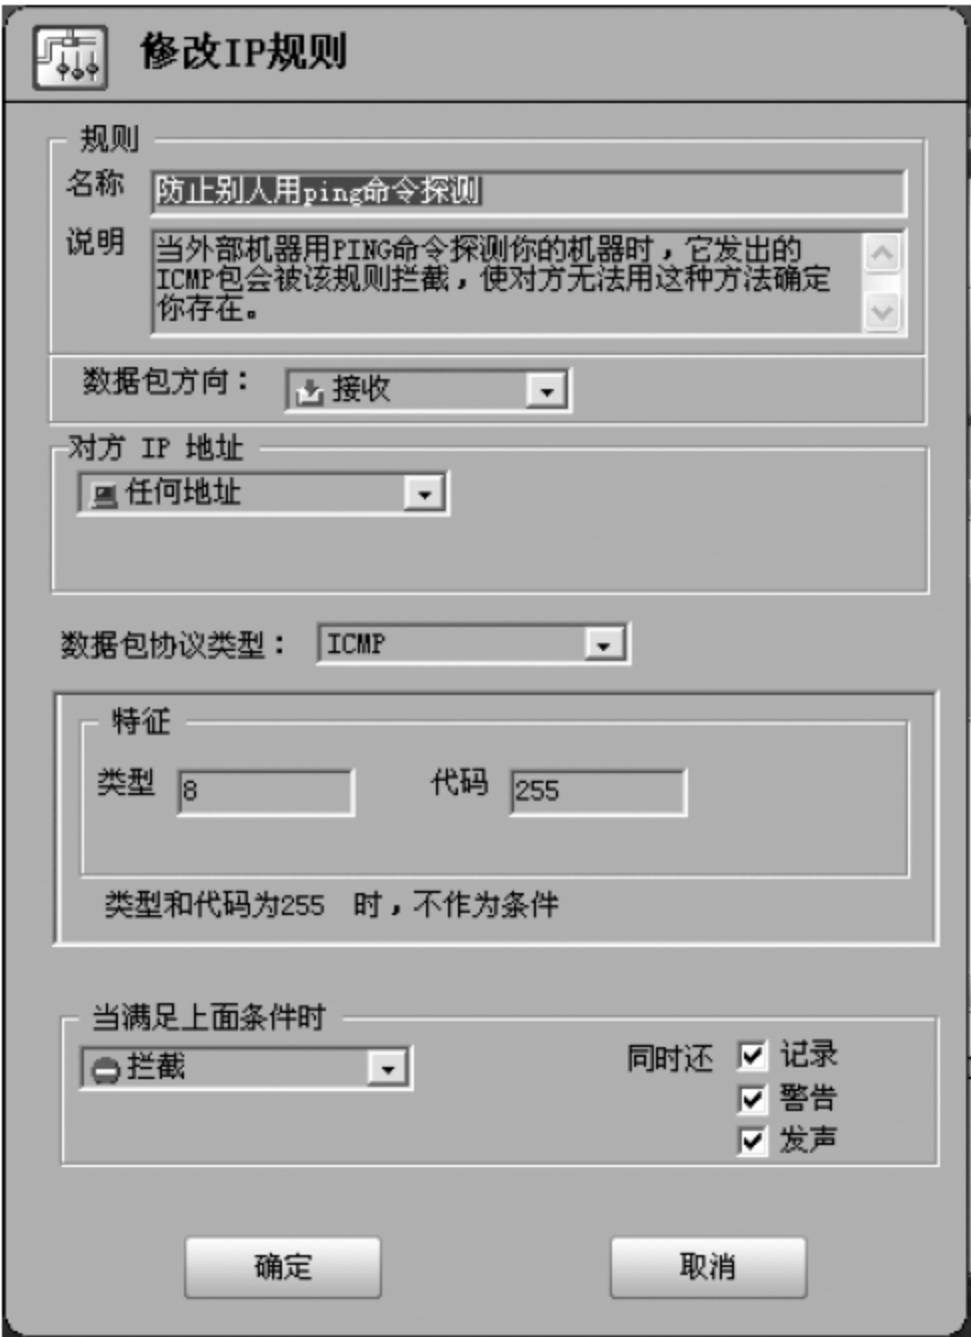 修改IP规则
规则
名称 防止别人用ping命令探测
说明 当外部机器用PING命令探测你的机器时，它发出的
ICMP包会被该规则拦截，使对方无法用这种方法确定
你存在。
数据包方向： 接收
对方 IP 地址
任何地址
数据包协议类型： ICMP
特征
类型 8 代码 255
类型和代码为255 时，不作为条件
当满足上面条件时
拦截 同时还 记录
警告
发声
确定 取消